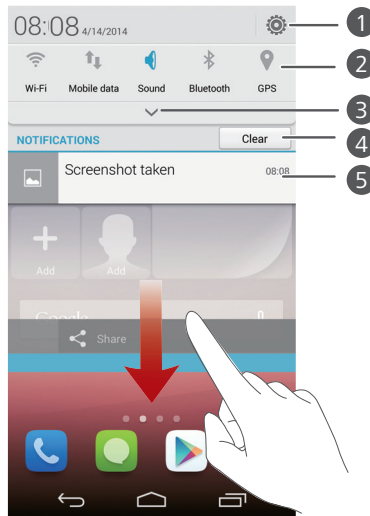 08:08 4/14/2014
1
Wi-Fi Mobile data Sound Bluetooth GPS
2
3
NOTIFICATIONS Clear
4
Screenshot taken 08:08
5
Add Add
Google
Share